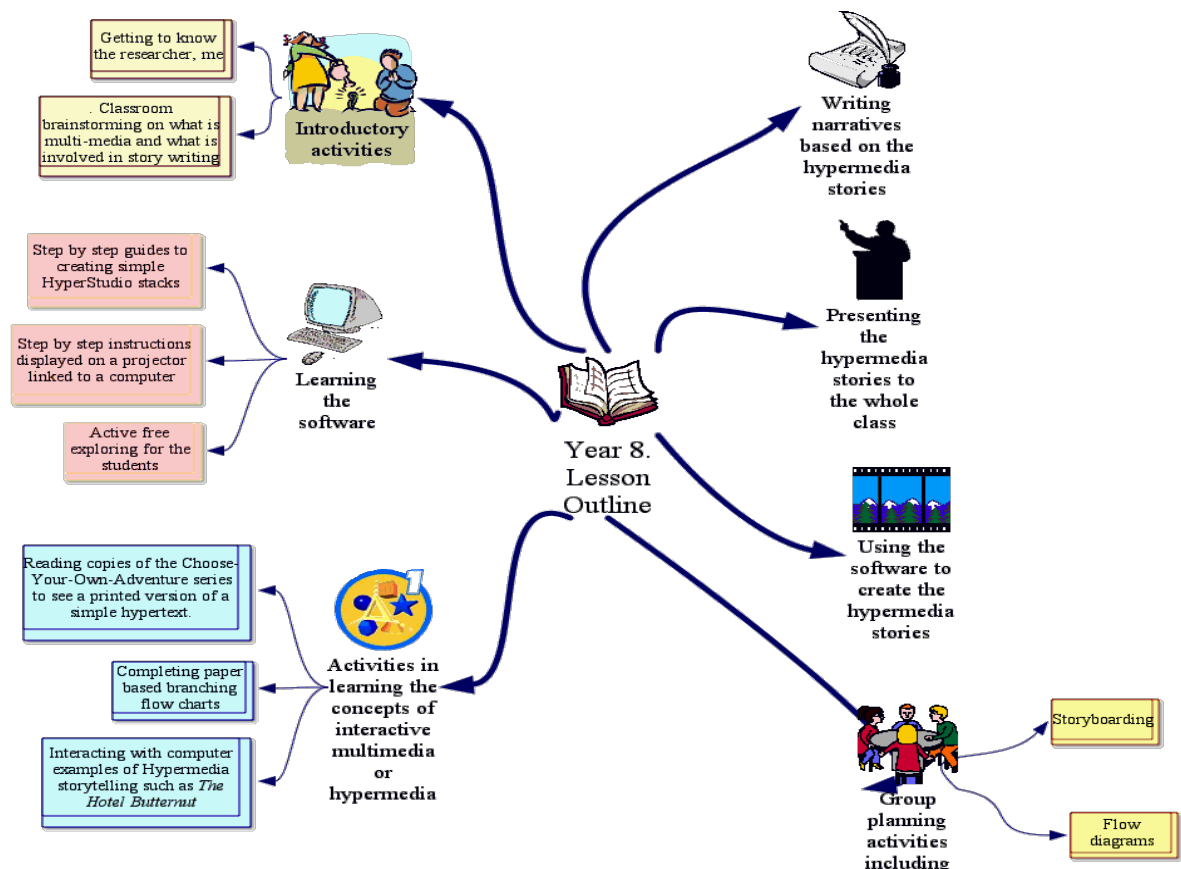 Getting to know
the researcher, me
. Classroom
brainstorming on what is
multi-media and what is
involved in story writing
Introductory
activities
Step by step guides to
creating simple
HyperStudio stacks
Step by step instructions
displayed on a projector
linked to a computer
Active free
exploring for the
students
Learning
the
software
Reading copies of the Choose-
Your-Own-Adventure series
to see a printed version of a
simple hypertext.
Completing paper
based branching
flow charts
Interacting with computer
examples of Hypermedia
storytelling such as The
Hotel Butternut
1
Activities in
learning the
concepts of
interactive
multimedia
or
hypermedia
Year 8.
Lesson
Outline
Writing
narratives
based on the
hypermedia
stories
Presenting
the
hypermedia
stories to
the whole
class
Using the
software to
create the
hypermedia
stories
Group
planning
activities
including
Storyboarding
Flow
diagrams